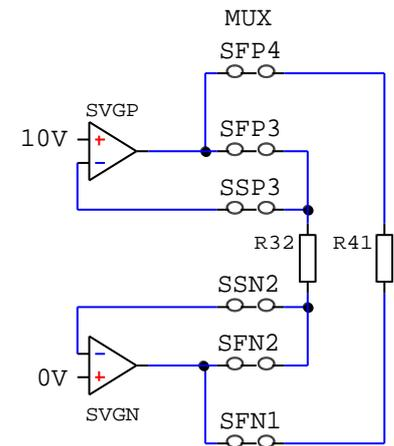 MUX
SFP4
SVGP
10V
+
SFP3
−
SSP3
R32
R41
SSN2
−
SFN2
0V
+
SVGN
SFN1